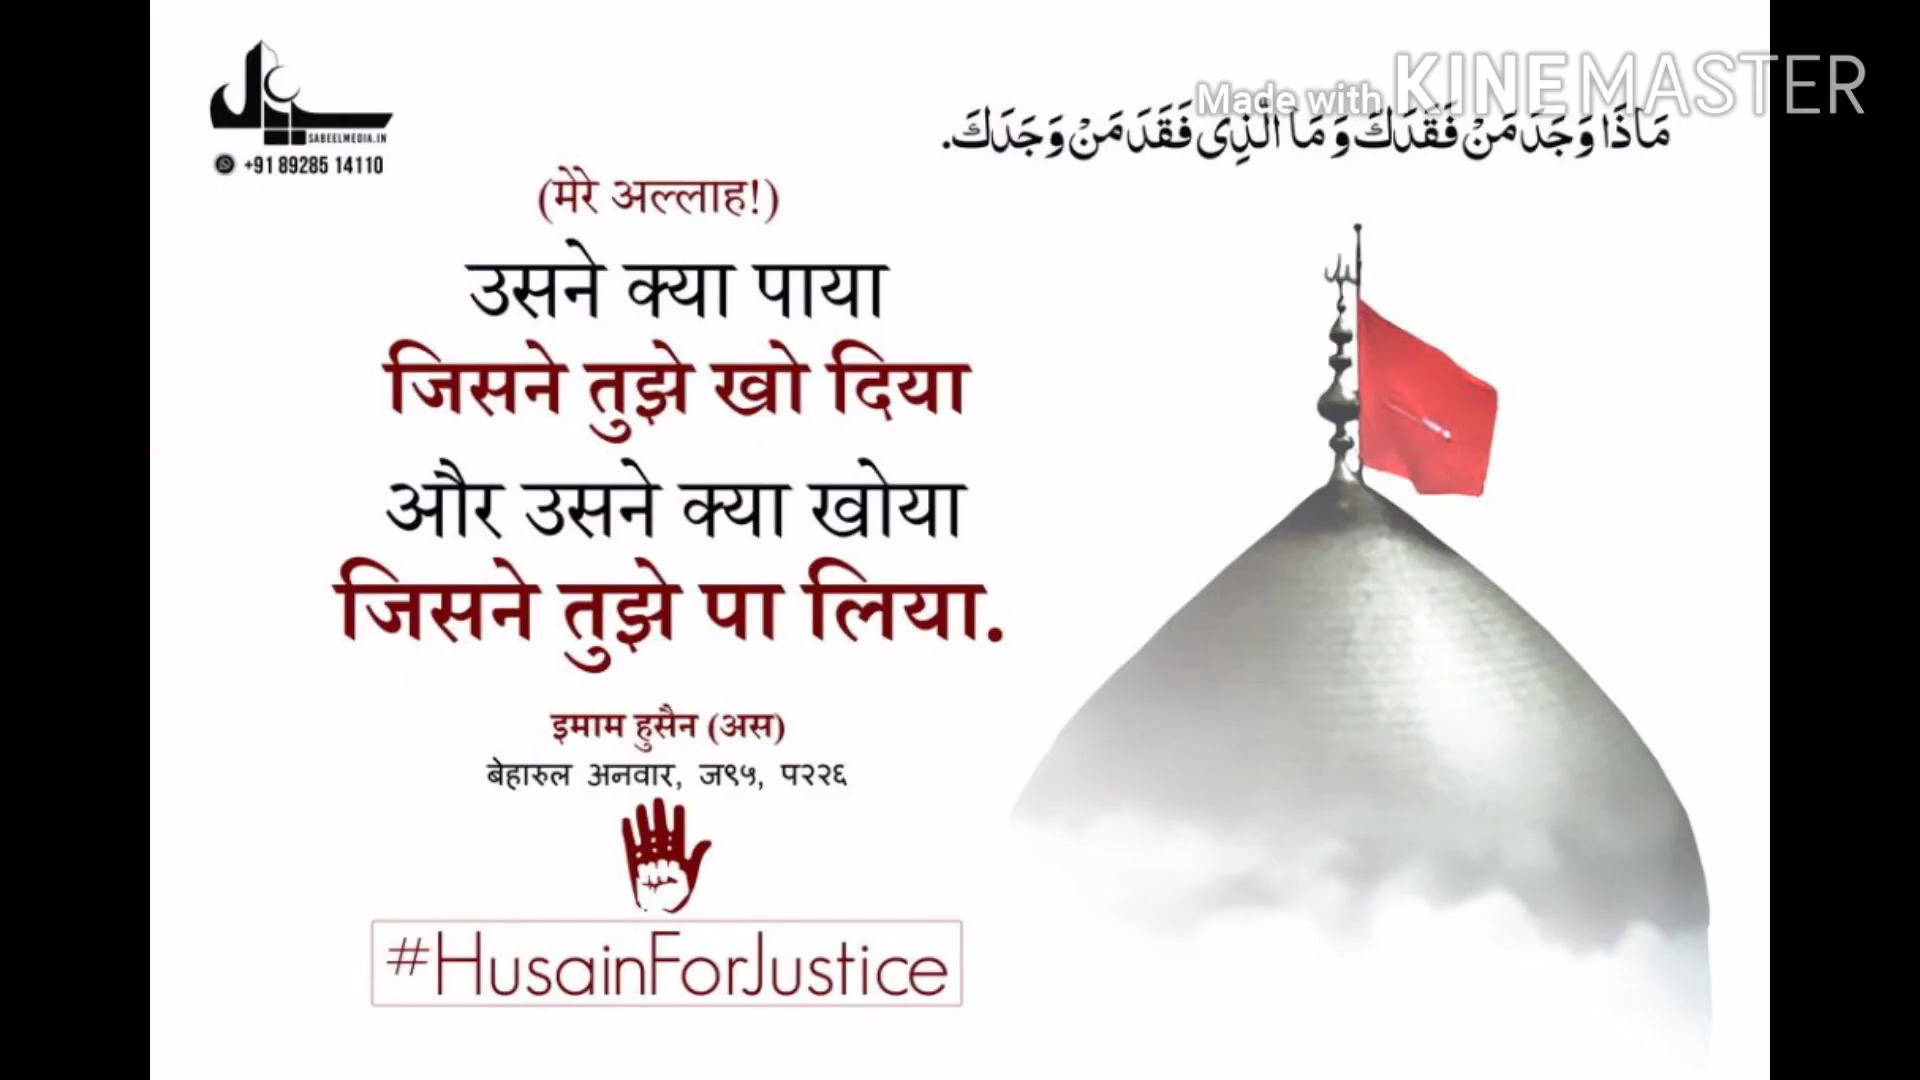 Made with KINEMASTER
سبیل
SABEELMEDIA.IN
+91 89285 14110
مَاذَا وَجَدَ مَنْ فَقَدَكَ وَ مَا الَّذِی فَقَدَ مَنْ وَجَدَكَ.
(मेरे अल्लाह!)
उसने क्या पाया
जिसने तुझे खो दिया
और उसने क्या खोया
जिसने तुझे पा लिया.
इमाम हुसैन (अस)
बेहारुल अनवार, ज९५, प२२६
#HusainForJustice